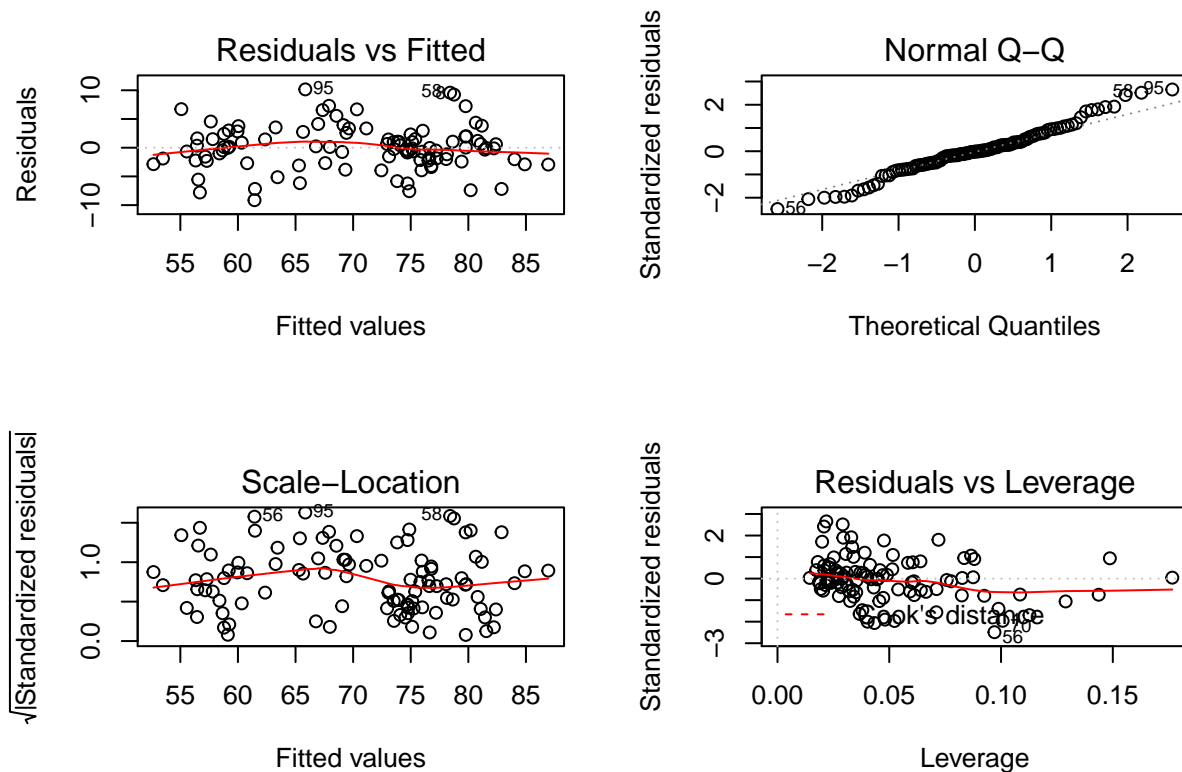 Residuals vs Fitted
Residuals
10
0
−10
95
58
55 60 65 70 75 80 85
Fitted values
Normal Q−Q
Standardized residuals
2
0
−2
58 95
56
−2 −1 0 1 2
Theoretical Quantiles
Scale−Location
√|Standardized residuals|
1.0
0.0
56 95 58
55 60 65 70 75 80 85
Fitted values
Residuals vs Leverage
Standardized residuals
2
0
−3
Cook's distance
70
56
0.00 0.05 0.10 0.15
Leverage